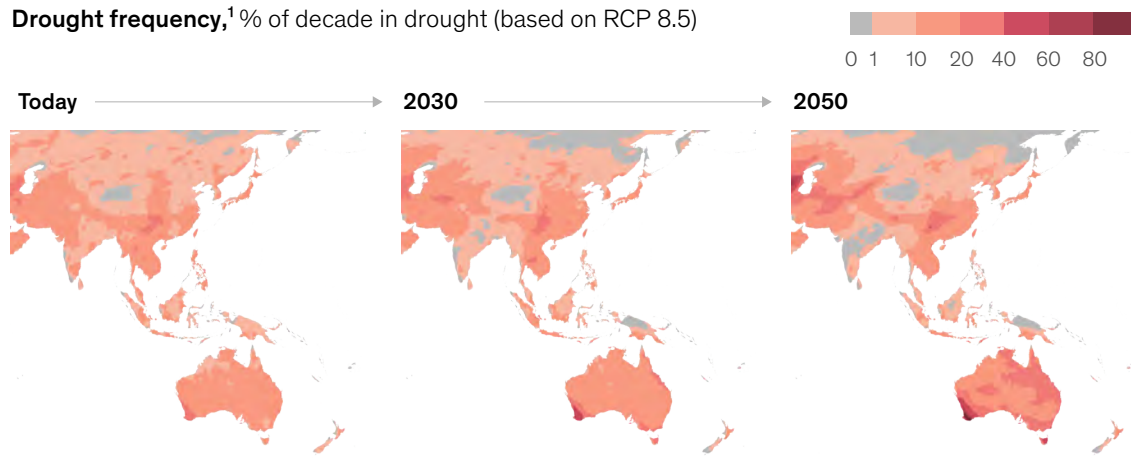 Drought frequency,¹ % of decade in drought (based on RCP 8.5)
0 1 10 20 40 60 80
Today 2030 2050